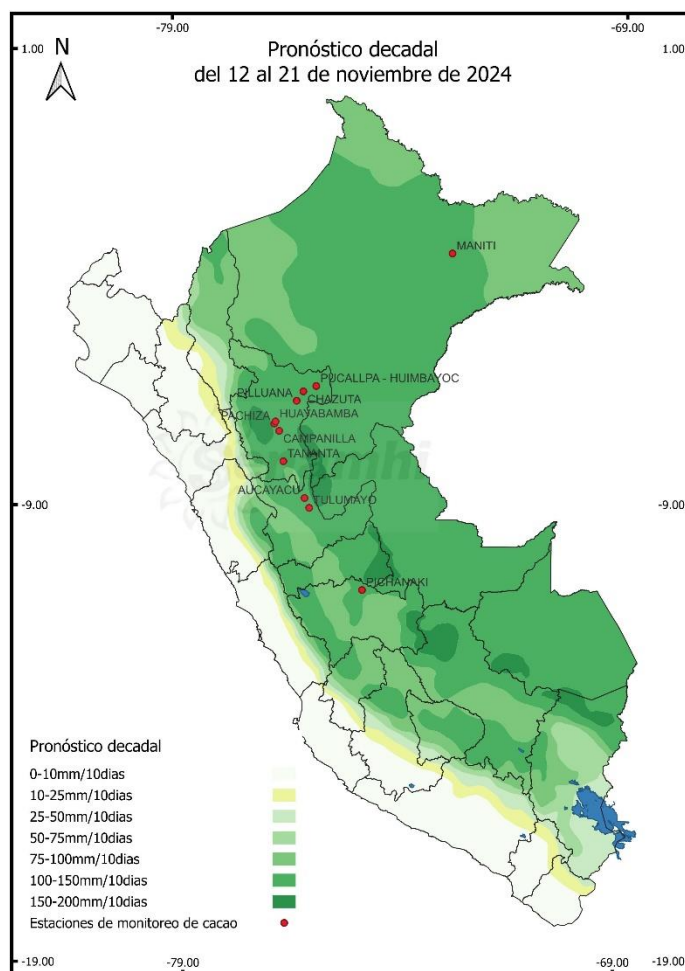 -79.00
-69.00
1.00
1.00
N
Pronóstico decadal
del 12 al 21 de noviembre de 2024
MANITI
PUCALLPA - HUIMBAYOC
PILLUANA
CHAZUTA
PACHIZA
HUAYABAMBA
CAMPANILLA
TANANTA
AUCAYACU
TULUMAYO
-9.00
-9.00
PICHANAKI
Pronóstico decadal
0-10mm/10dias
10-25mm/10dias
25-50mm/10dias
50-75mm/10dias
75-100mm/10dias
100-150mm/10dias
150-200mm/10dias
Estaciones de monitoreo de cacao
-19.00
-19.00
-79.00
-69.00